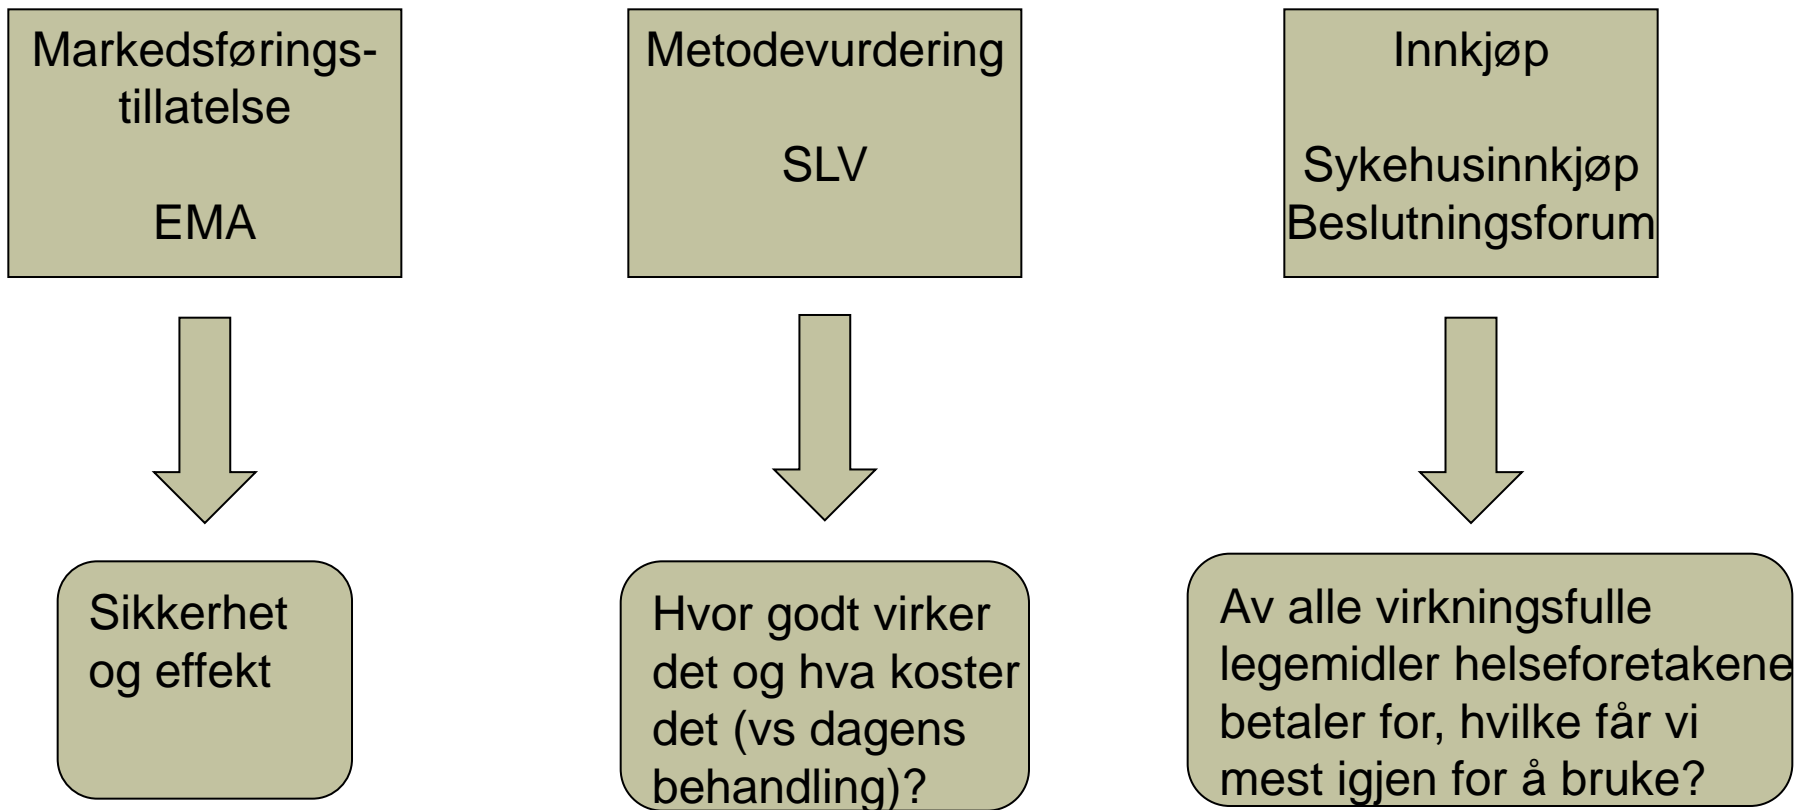 Markedsførings-
tillatelse
EMA
Metodevurdering
SLV
Innkjøp
Sykehusinnkjøp
Beslutningsforum
Sikkerhet
og effekt
Hvor godt virker
det og hva koster
det (vs dagens
behandling)?
Av alle virkningsfulle
legemidler helseforetakene
betaler for, hvilke får vi
mest igjen for å bruke?